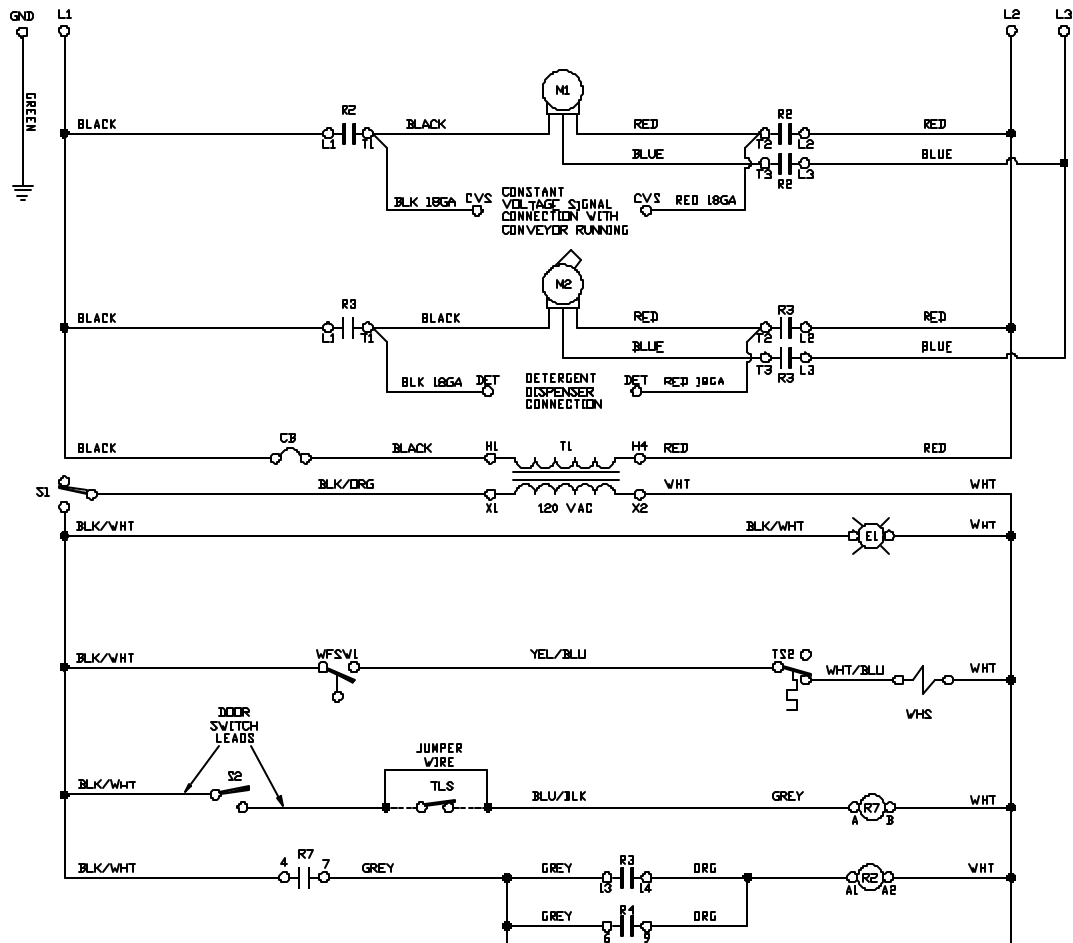 GND L1 L2 L3
GREEN
M1
BLACK R2 BLACK RED R2 RED
L1 T1 T2 L2
BLUE BLUE
T3 L3
R2
BLK 18GA CVS CONSTANT CVS RED 18GA
VOLTAGE SIGNAL
CONNECTION WITH
CONVEYOR RUNNING
M2
BLACK R3 BLACK RED R3 RED
L1 T1 T2 L2
BLUE BLUE
T3 L3
R3
BLK 18GA DET DETERGENT DET RED 18GA
DISPENSER
CONNECTION
BLACK CB BLACK H1 T1 H4 RED RED
S1 BLK/ORG WHT WHT
X1 120 VAC X2
BLK/WHT BLK/WHT E1 WHT
BLK/WHT WFSW1 YEL/BLU TS2 WHT/BLU WHT
WHS
DOOR
SWITCH
LEADS
JUMPER
WIRE
BLK/WHT S2 TLS BLU/BLK GREY R7 WHT
A B
BLK/WHT 4 R7 7 GREY GREY R3 ORG R2 WHT
L3 L4 A1 A2
GREY R4 ORG
6 9